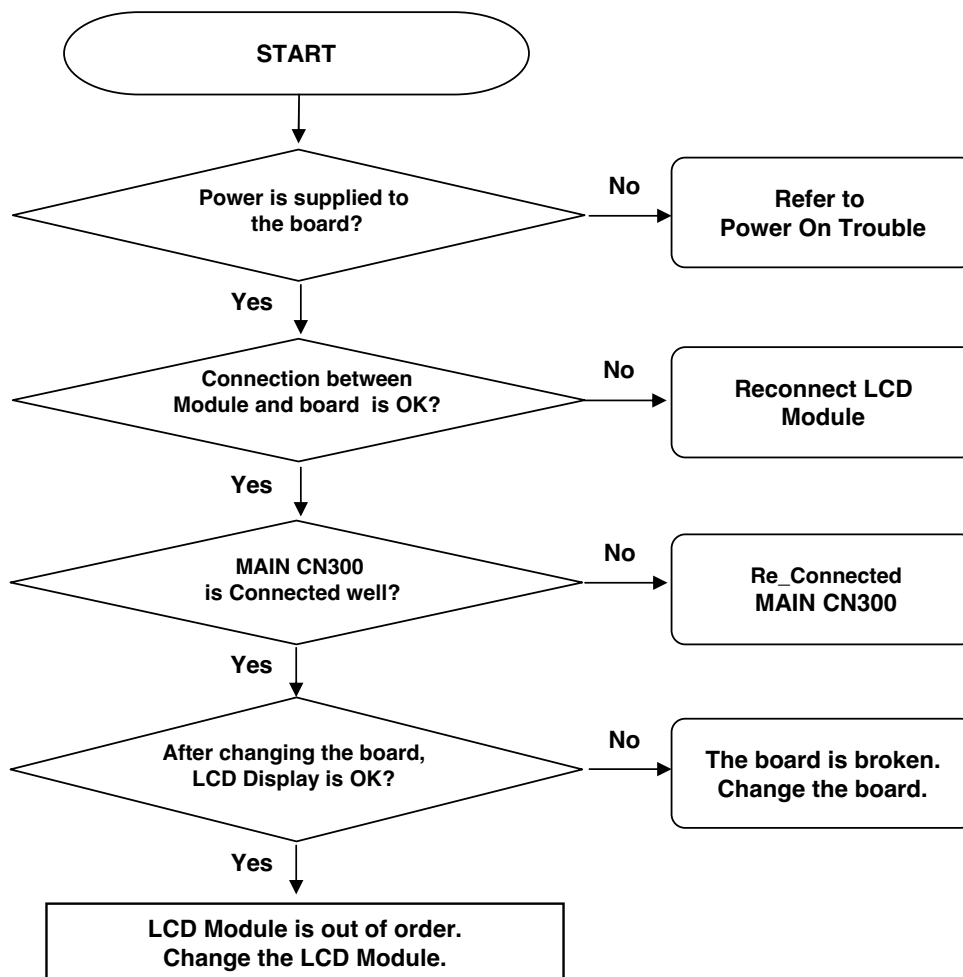 START
Power is supplied to
the board?
No
Refer to
Power On Trouble
Yes
Connection between
Module and board is OK?
No
Reconnect LCD
Module
Yes
MAIN CN300
is Connected well?
No
Re_Connected
MAIN CN300
Yes
After changing the board,
LCD Display is OK?
No
The board is broken.
Change the board.
Yes
LCD Module is out of order.
Change the LCD Module.